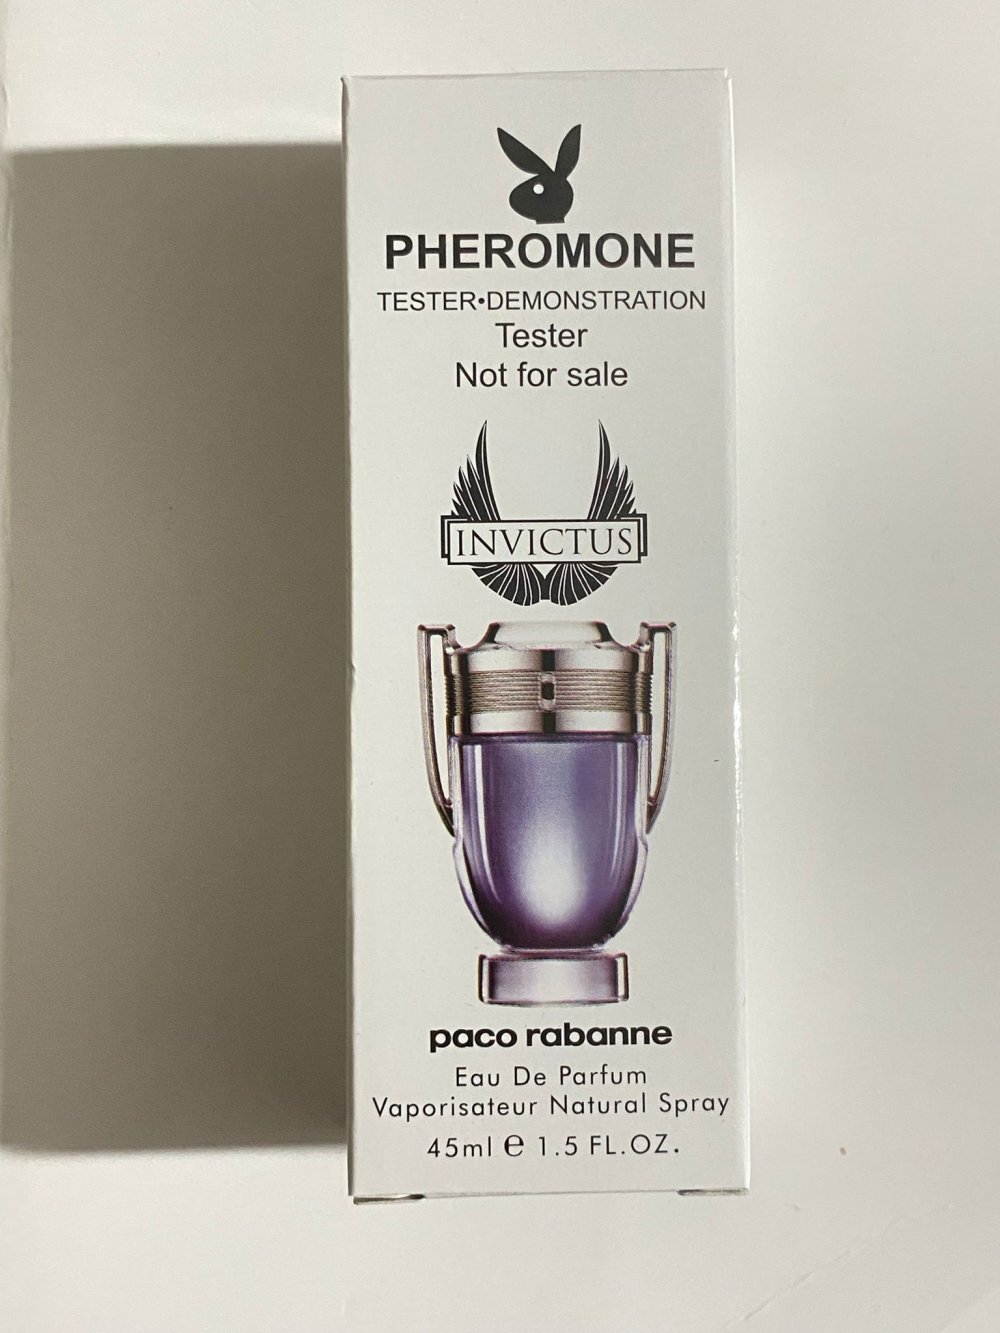 PHEROMONE
TESTER•DEMONSTRATION
Tester
Not for sale
INVICTUS
paco rabanne
Eau De Parfum
Vaporisateur Natural Spray
45ml e 1.5 FL.OZ.